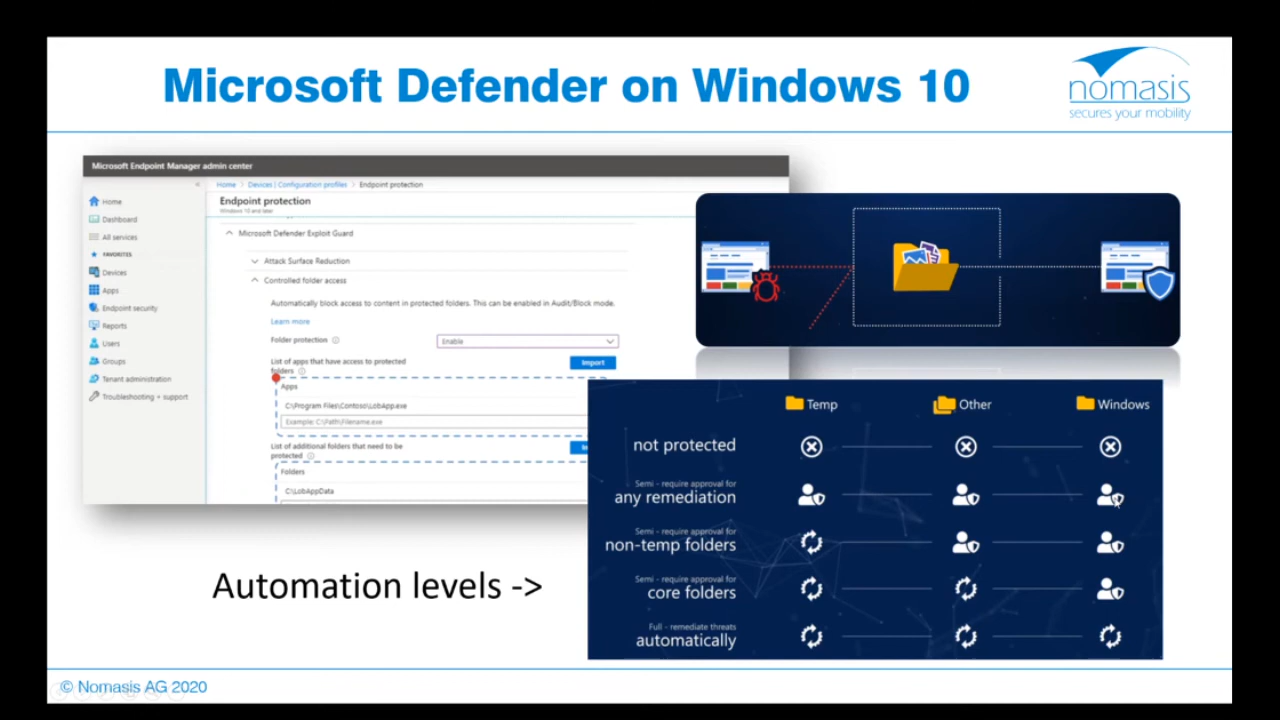 Microsoft Defender on Windows 10
nomasis
secures your mobility
Microsoft Endpoint Manager admin center
Home
Dashboard
All services
FAVORITES
Devices
Apps
Endpoint security
Reports
Users
Groups
Tenant administration
Troubleshooting + support
Home > Devices | Configuration profiles > Endpoint protection
Endpoint protection
Windows 10 and later
Microsoft Defender Exploit Guard
Attack Surface Reduction
Controlled folder access
Automatically block access to content in protected folders. This can be enabled in Audit/Block mode.
Learn more
Folder protection
Enable
List of apps that have access to protected
folders
Import
Apps
C:\Program Files\Contoso\LobApp.exe
Example: C:\Path\Filename.exe
List of additional folders that need to be
protected
Folders
C:\LobAppData
Temp Other Windows
not protected
Semi - require approval for
any remediation
Semi - require approval for
non-temp folders
Semi - require approval for
core folders
Full - remediate threats
automatically
Automation levels ->
© Nomasis AG 2020